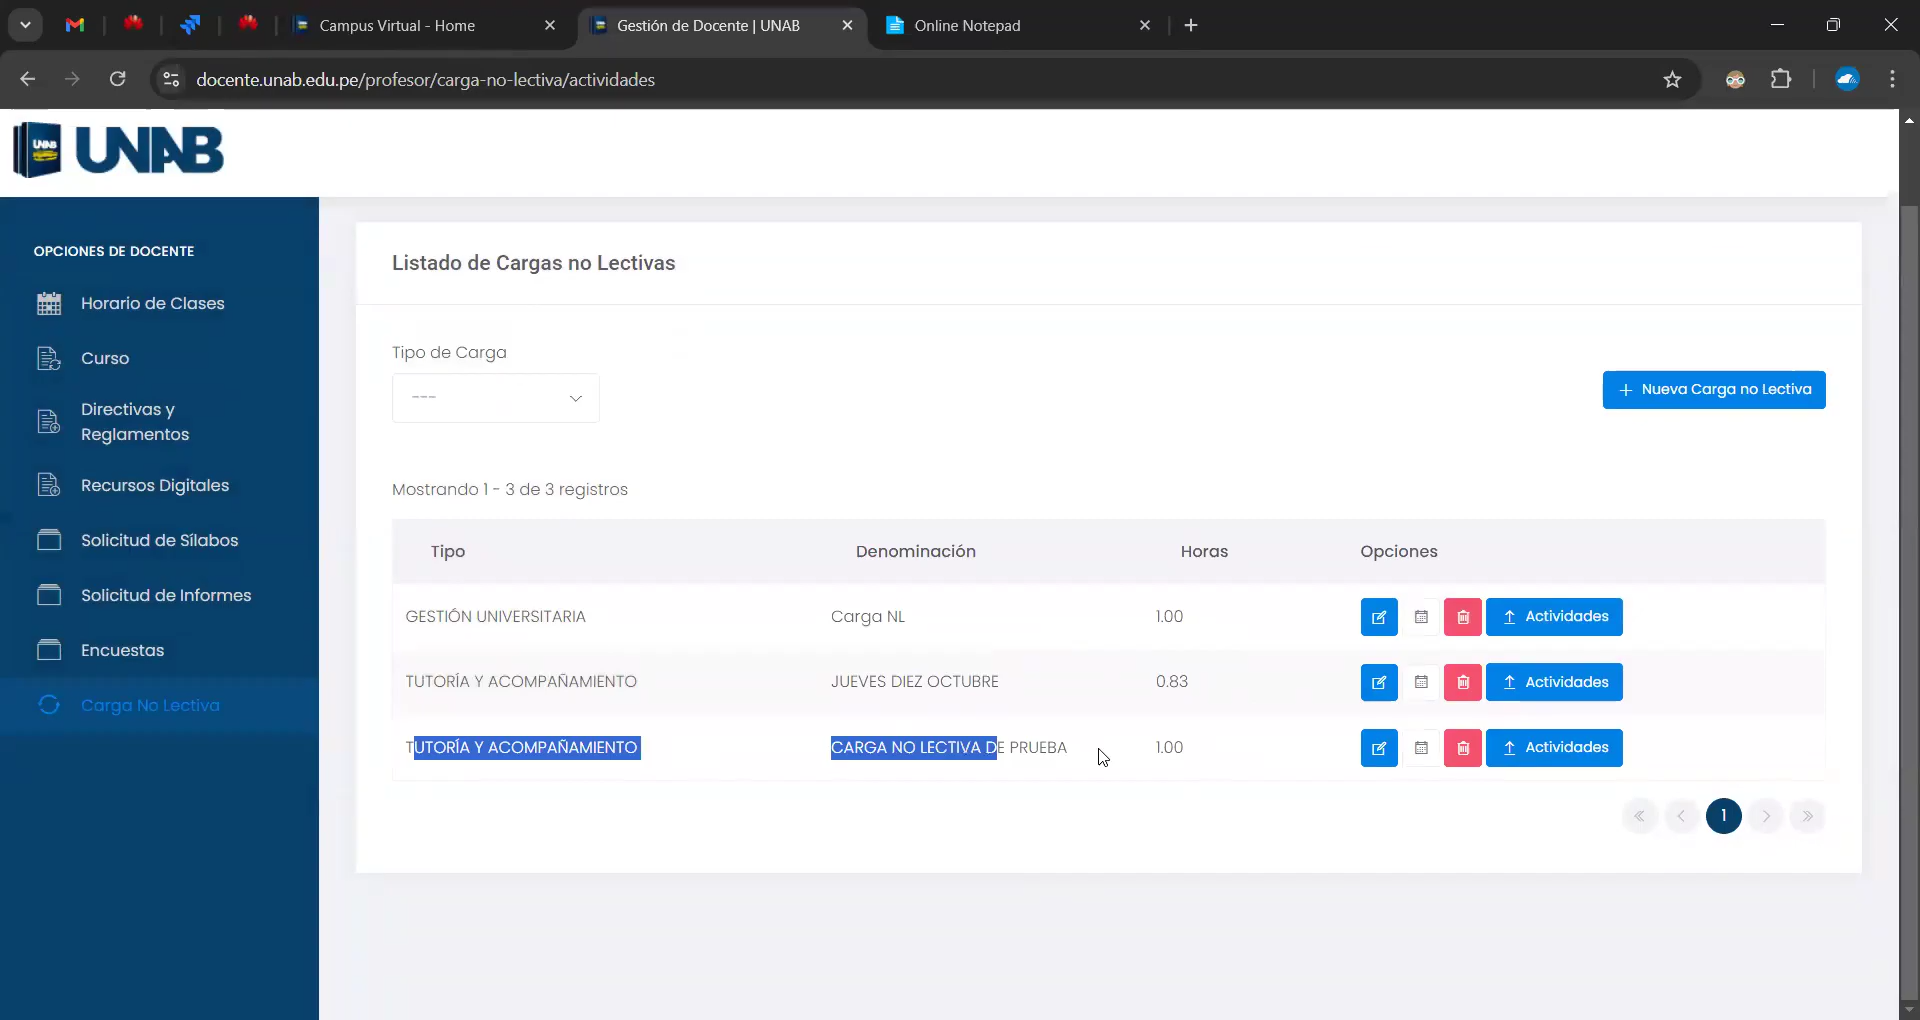 Campus Virtual - Home
Gestión de Docente | UNAB
Online Notepad
docente.unab.edu.pe/profesor/carga-no-lectiva/actividades
UNAB UNAB
OPCIONES DE DOCENTE
Horario de Clases
Curso
Directivas y
Reglamentos
Recursos Digitales
Solicitud de Sílabos
Solicitud de Informes
Encuestas
Carga No Lectiva
Listado de Cargas no Lectivas
Tipo de Carga
---
+ Nueva Carga no Lectiva
Mostrando 1 - 3 de 3 registros
Tipo Denominación Horas Opciones
GESTIÓN UNIVERSITARIA Carga NL 1.00 Actividades
TUTORÍA Y ACOMPAÑAMIENTO JUEVES DIEZ OCTUBRE 0.83 Actividades
TUTORÍA Y ACOMPAÑAMIENTO CARGA NO LECTIVA DE PRUEBA 1.00 Actividades
« ‹ 1 › »